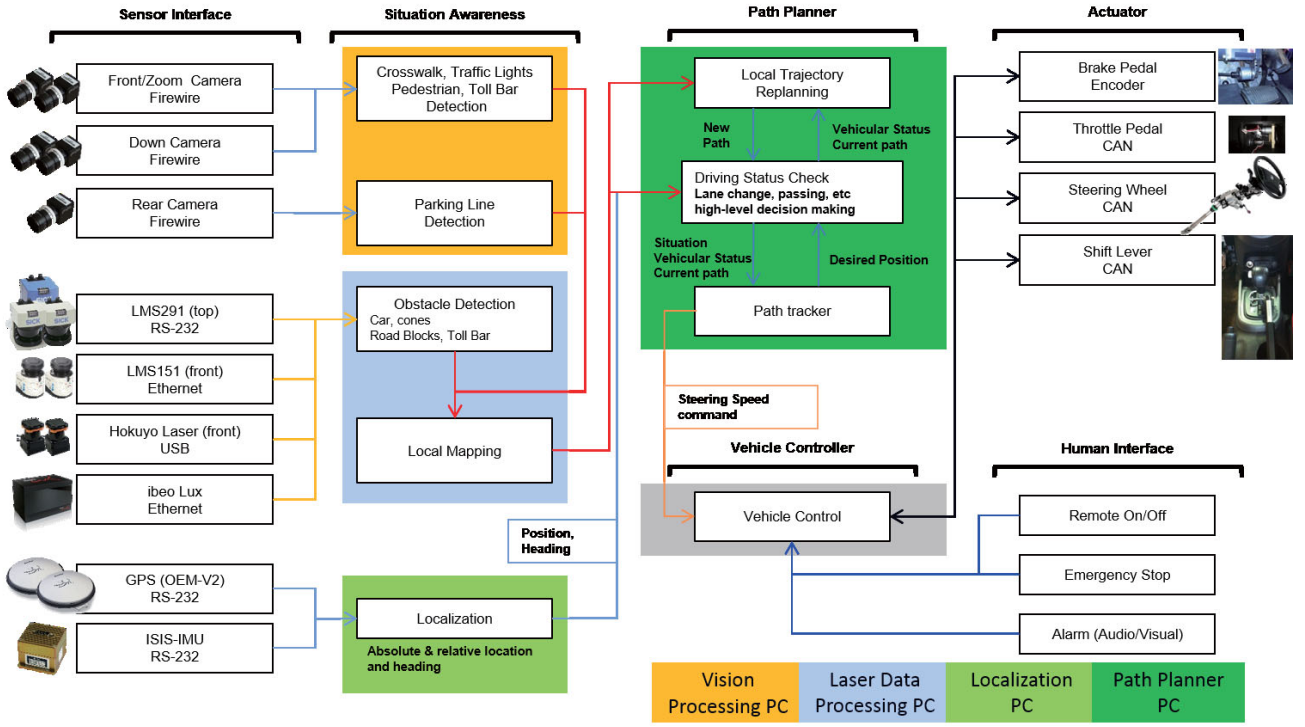 Sensor Interface
Situation Awareness
Path Planner
Actuator
Front/Zoom Camera
Firewire
Down Camera
Firewire
Rear Camera
Firewire
LMS291 (top)
RS-232
LMS151 (front)
Ethernet
Hokuyo Laser (front)
USB
ibeo Lux
Ethernet
GPS (OEM-V2)
RS-232
ISIS-IMU
RS-232
Crosswalk, Traffic Lights
Pedestrian, Toll Bar
Detection
Parking Line
Detection
Obstacle Detection
Car, cones
Road Blocks, Toll Bar
Local Mapping
Position,
Heading
Localization
Absolute & relative location
and heading
Local Trajectory
Replanning
New
Path
Vehicular Status
Current path
Driving Status Check
Lane change, passing, etc
high-level decision making
Situation
Vehicular Status
Current path
Desired Position
Path tracker
Steering Speed
command
Vehicle Controller
Vehicle Control
Brake Pedal
Encoder
Throttle Pedal
CAN
Steering Wheel
CAN
Shift Lever
CAN
Human Interface
Remote On/Off
Emergency Stop
Alarm (Audio/Visual)
Vision
Processing PC
Laser Data
Processing PC
Localization
PC
Path Planner
PC